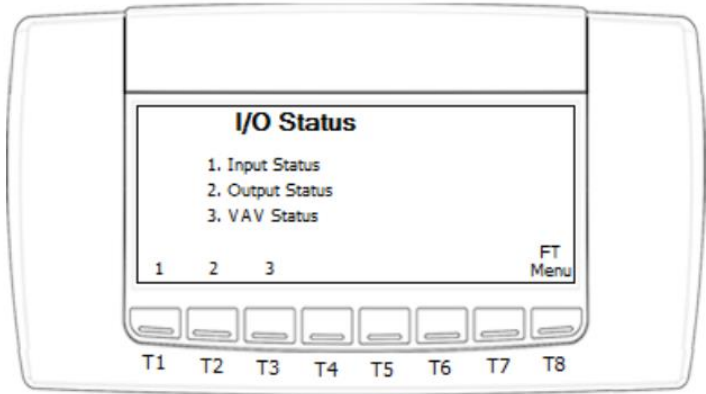 I/O Status
1. Input Status
2. Output Status
3. VAV Status
FT
1 2 3 Menu
T1 T2 T3 T4 T5 T6 T7 T8